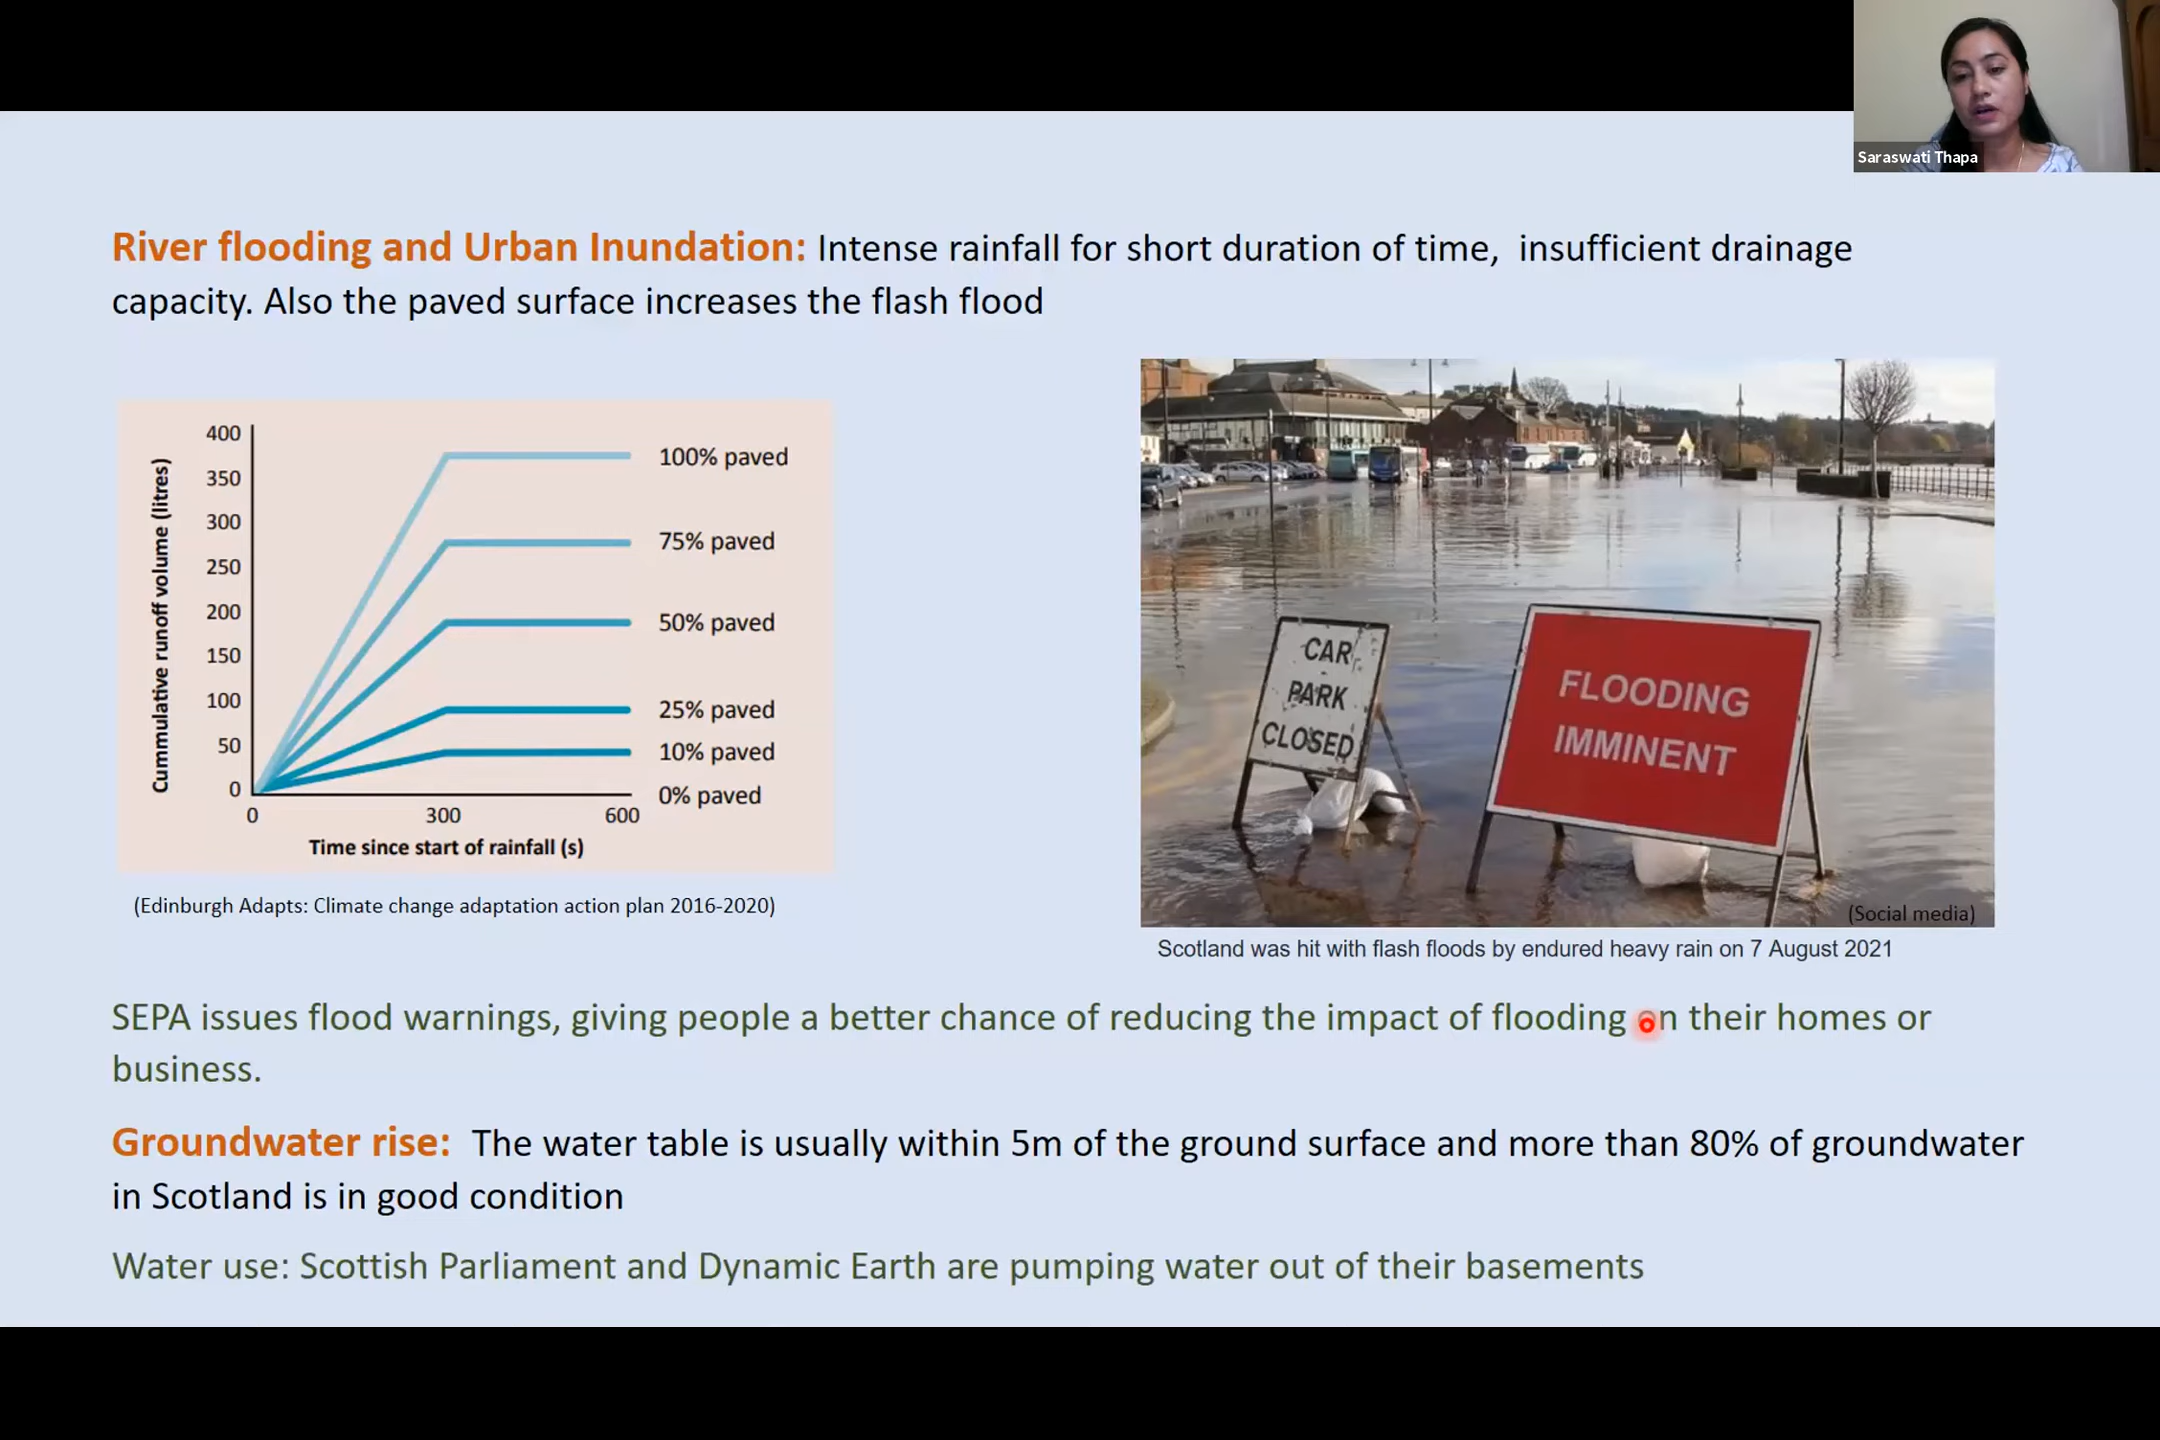 Saraswati Thapa
River flooding and Urban Inundation: Intense rainfall for short duration of time, insufficient drainage
capacity. Also the paved surface increases the flash flood
Cummulative runoff volume (litres)
400
350
300
250
200
150
100
50
0
0 300 600
Time since start of rainfall (s)
100% paved
75% paved
50% paved
25% paved
10% paved
0% paved
(Edinburgh Adapts: Climate change adaptation action plan 2016-2020)
CAR
PARK
CLOSED
FLOODING
IMMINENT
(Social media)
Scotland was hit with flash floods by endured heavy rain on 7 August 2021
SEPA issues flood warnings, giving people a better chance of reducing the impact of flooding on their homes or
business.
Groundwater rise: The water table is usually within 5m of the ground surface and more than 80% of groundwater
in Scotland is in good condition
Water use: Scottish Parliament and Dynamic Earth are pumping water out of their basements